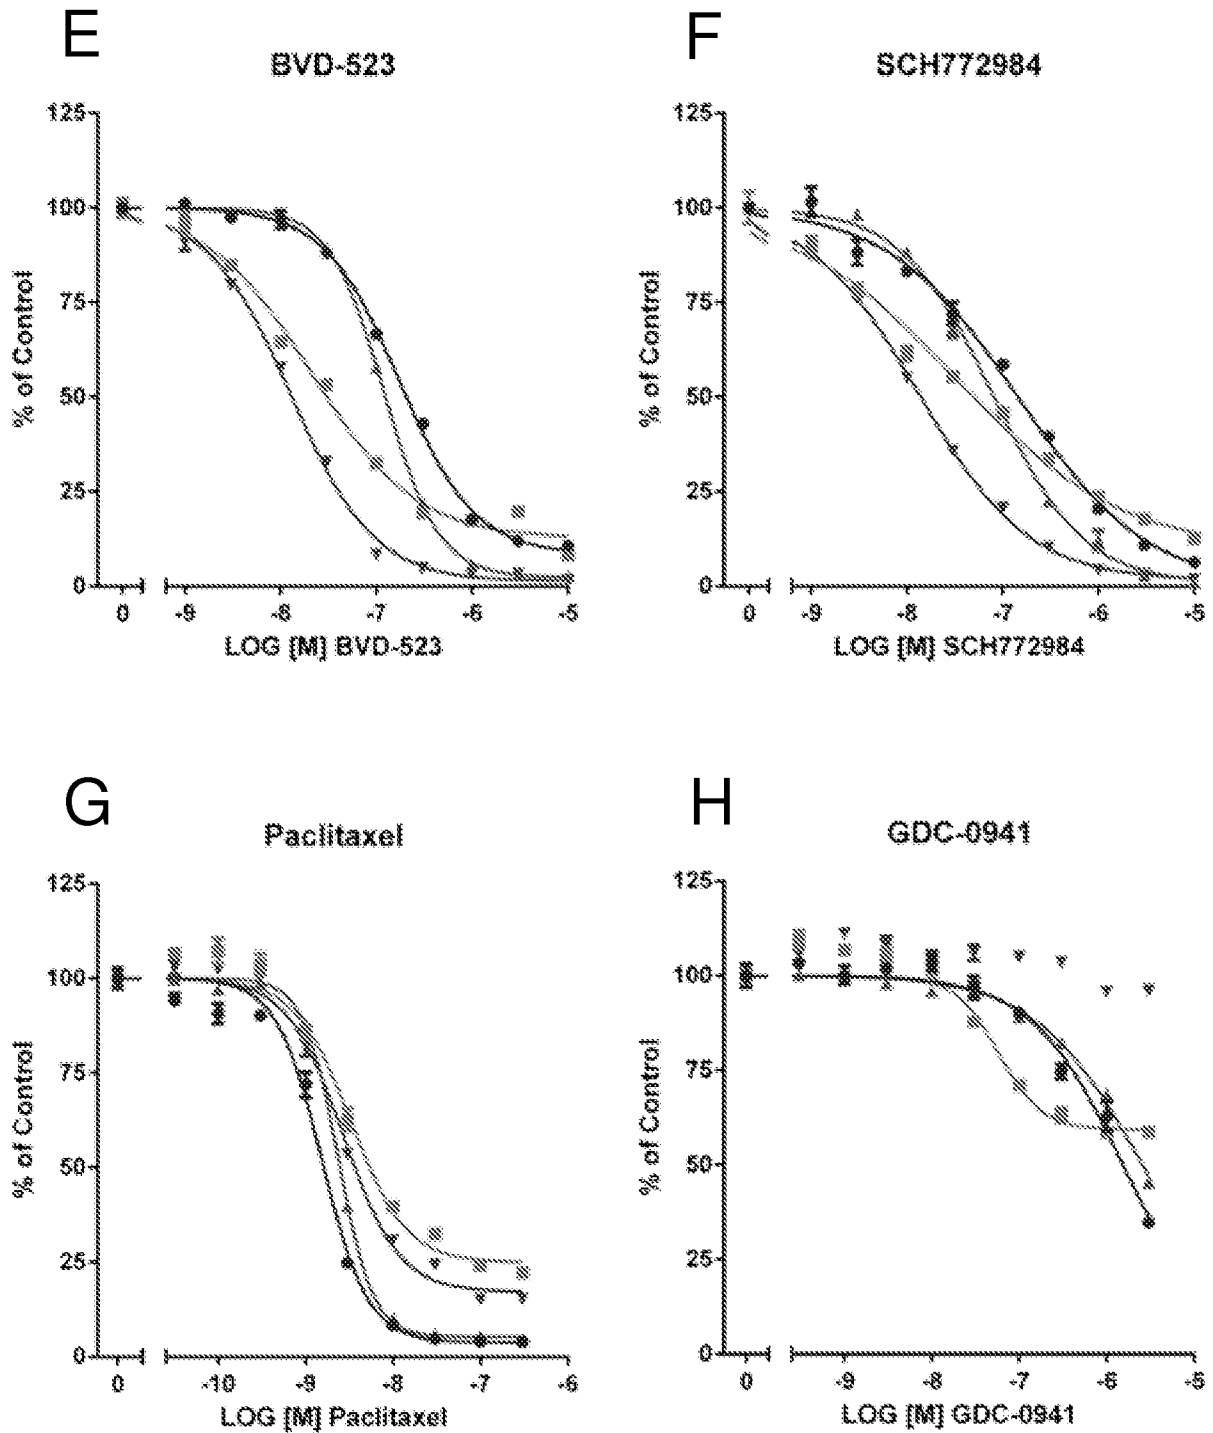 E
BVD-523
125
100
75
50
25
0
% of Control
0 -9 -8 -7 -6 -5
LOG [M] BVD-523
F
SCH772984
125
100
75
50
25
0
% of Control
0 -9 -8 -7 -6 -5
LOG [M] SCH772984
G
Paclitaxel
125
100
75
50
25
0
% of Control
0 -10 -9 -8 -7 -6
LOG [M] Paclitaxel
H
GDC-0941
125
100
75
50
25
0
% of Control
0 -9 -8 -7 -6 -5
LOG [M] GDC-0941